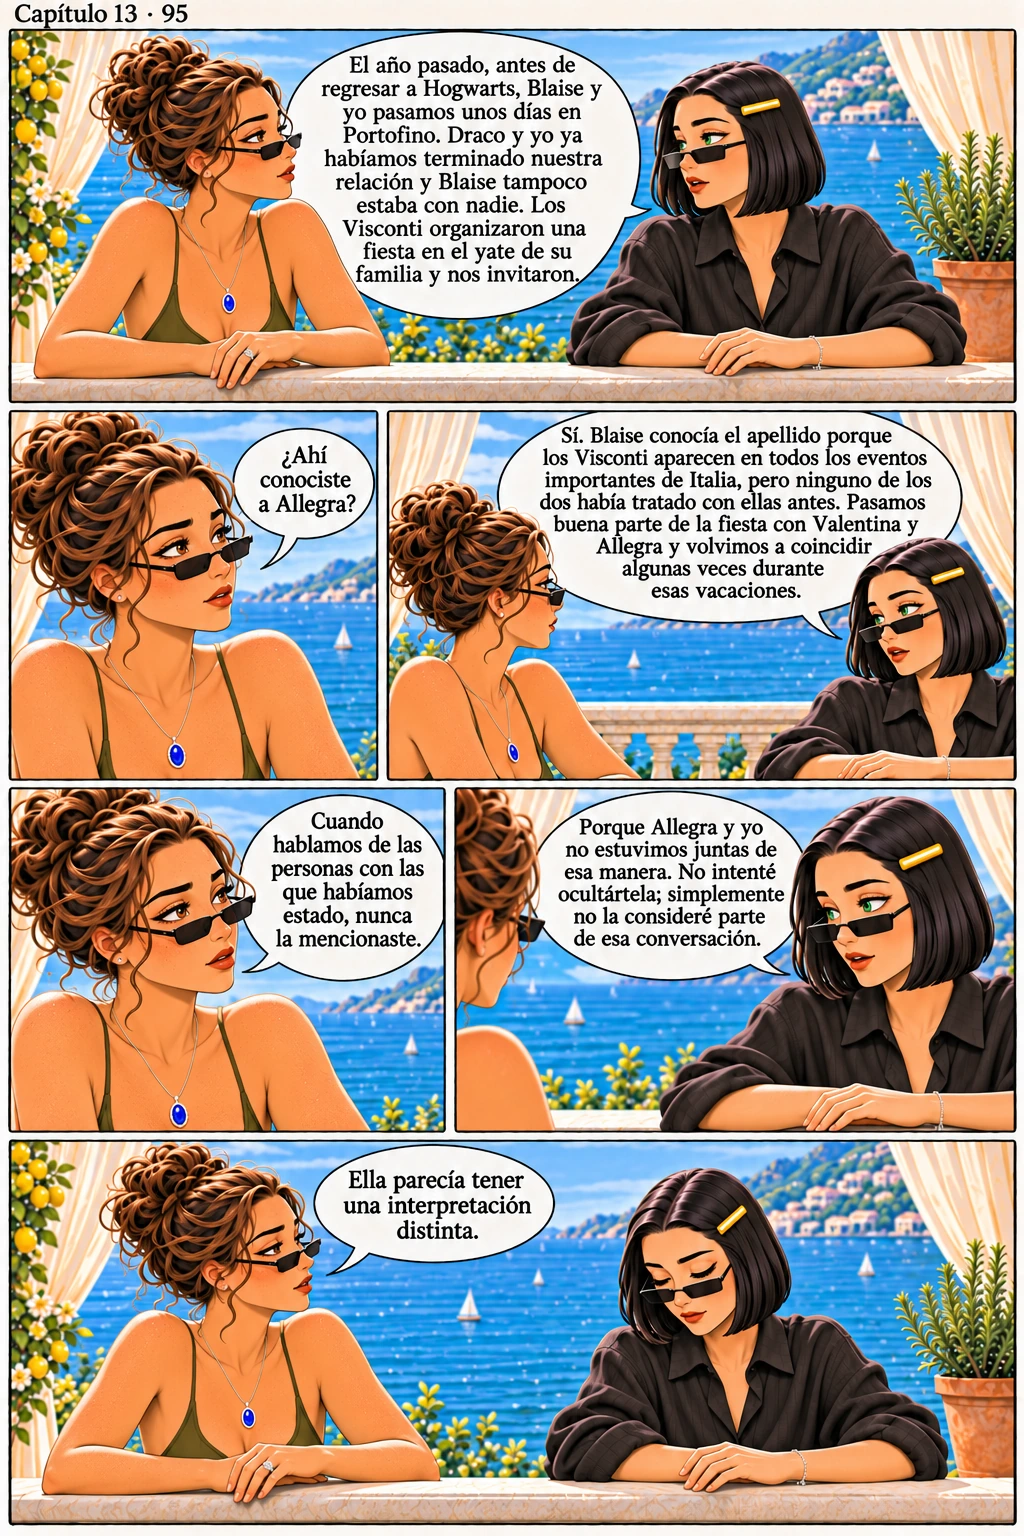 Capítulo 13 · 95
El año pasado, antes de
regresar a Hogwarts, Blaise y
yo pasamos unos días en
Portofino. Draco y yo ya
habíamos terminado nuestra
relación y Blaise tampoco
estaba con nadie. Los
Visconti organizaron una
fiesta en el yate de su
familia y nos invitaron.
¿Ahí
conociste
a Allegra?
Sí. Blaise conocía el apellido porque
los Visconti aparecen en todos los eventos
importantes de Italia, pero ninguno de los
dos había tratado con ellas antes. Pasamos
buena parte de la fiesta con Valentina y
Allegra y volvimos a coincidir
algunas veces durante
esas vacaciones.
Cuando
hablamos de las
personas con las
que habíamos
estado, nunca
la mencionaste.
Porque Allegra y yo
no estuvimos juntas de
esa manera. No intenté
ocultártela; simplemente
no la consideré parte
de esa conversación.
Ella parecía tener
una interpretación
distinta.